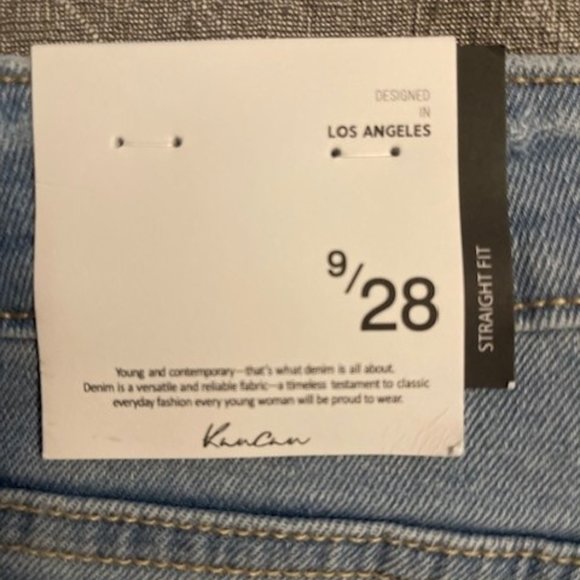 DESIGNED
IN
LOS ANGELES
9/28
STRAIGHT FIT
Young and contemporary—that's what denim is all about.
Denim is a versatile and reliable fabric—a timeless testament to classic
everyday fashion every young woman will be proud to wear.
KanCan